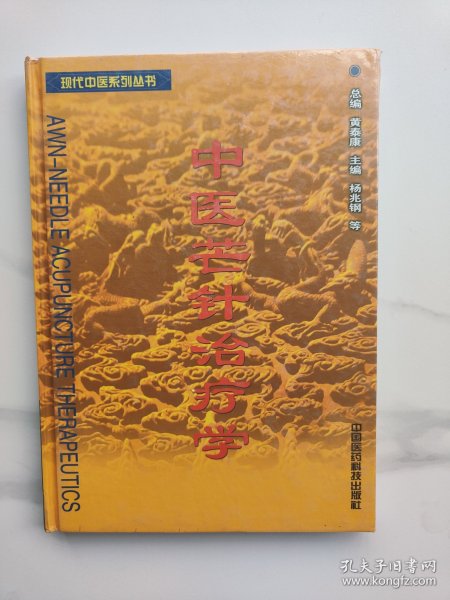 现代中医系列丛书
总编 黄泰康 主编 杨兆钢 等
中医芒针治疗学
AWN-NEEDLE ACUPUNCTURE THERAPEUTICS
中国医药科技出版社
孔夫子旧书网
www.kongfz.com